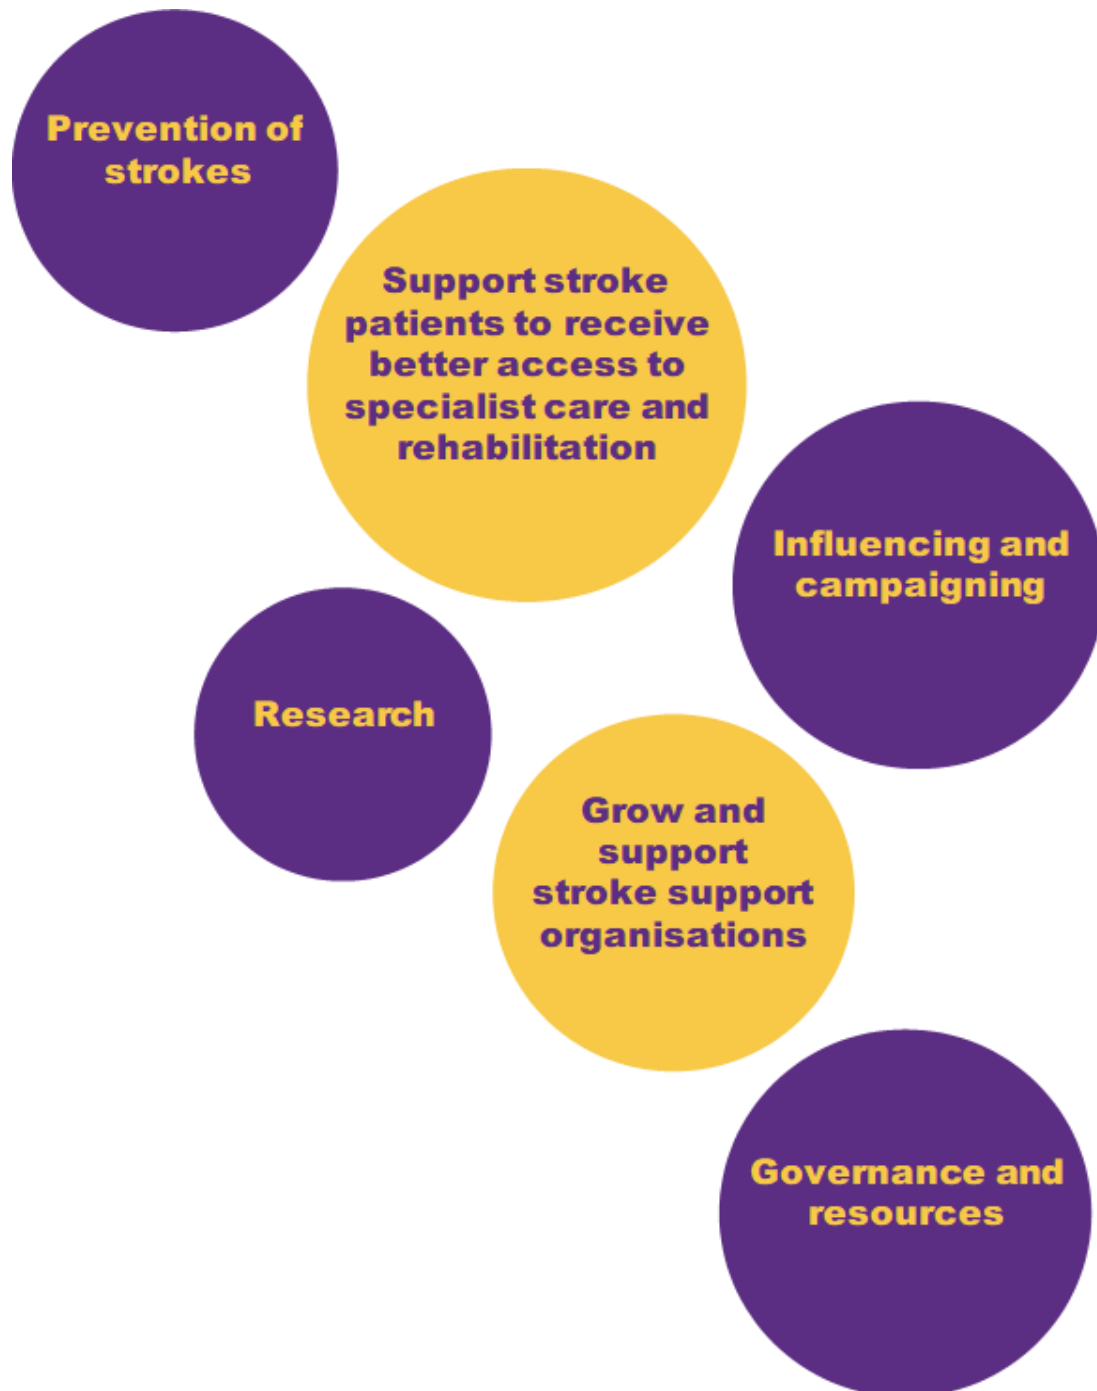 Prevention of
strokes
Support stroke
patients to receive
better access to
specialist care and
rehabilitation
Influencing and
campaigning
Research
Grow and
support
stroke support
organisations
Governance and
resources